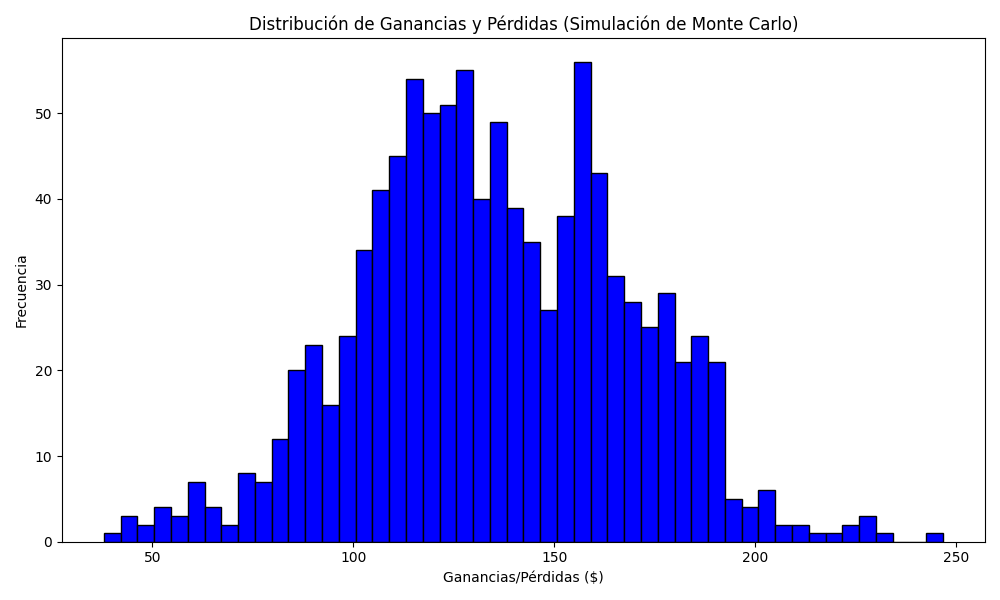 Distribución de Ganancias y Pérdidas (Simulación de Monte Carlo)
50
40
30
20
10
0
Frecuencia
50 100 150 200 250
Ganancias/Pérdidas ($)